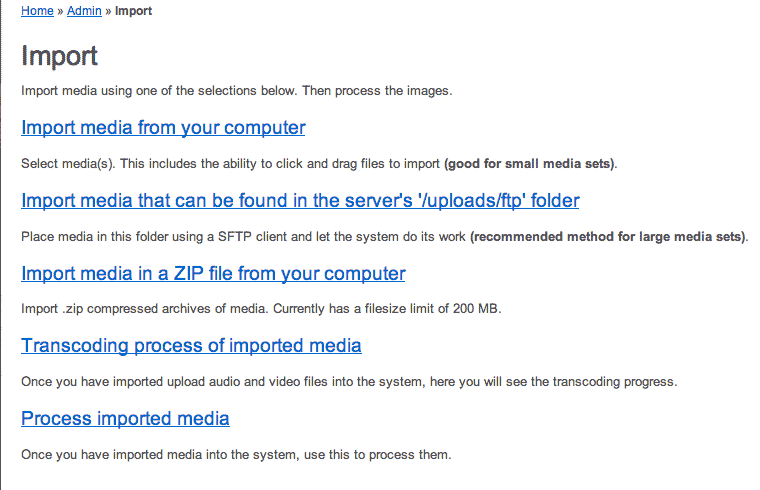 Home » Admin » Import
Import
Import media using one of the selections below. Then process the images.
Import media from your computer
Select media(s). This includes the ability to click and drag files to import (good for small media sets).
Import media that can be found in the server's '/uploads/ftp' folder
Place media in this folder using a SFTP client and let the system do its work (recommended method for large media sets).
Import media in a ZIP file from your computer
Import .zip compressed archives of media. Currently has a filesize limit of 200 MB.
Transcoding process of imported media
Once you have imported upload audio and video files into the system, here you will see the transcoding progress.
Process imported media
Once you have imported media into the system, use this to process them.